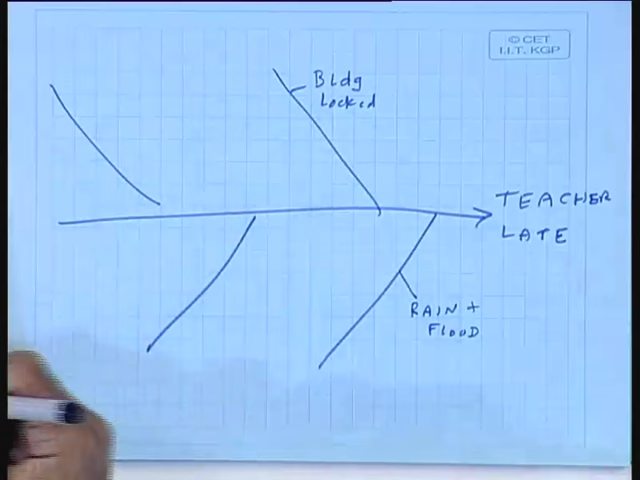 © CET
I.I.T. KGP
Bldg
Locked
TEACHER
LATE
RAIN +
FLOOD